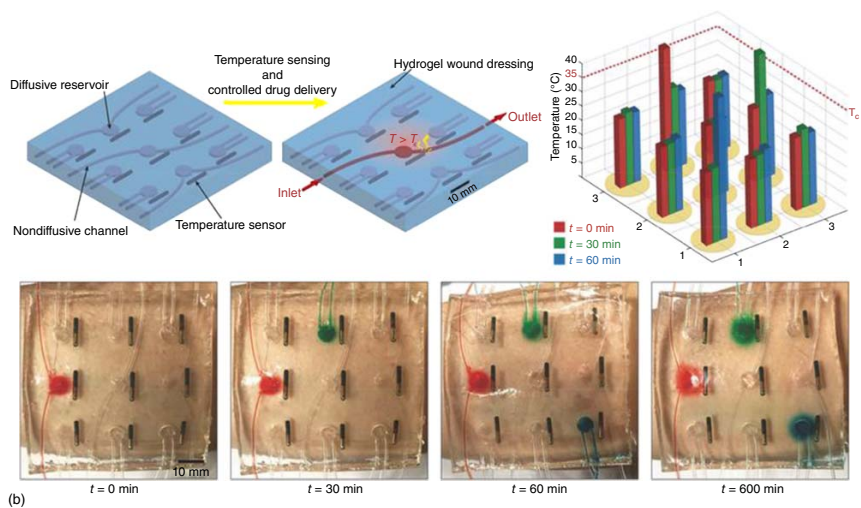 Diffusive reservoir
Nondiffusive channel
Temperature sensor
Temperature sensing
and
controlled drug delivery
Hydrogel wound dressing
T > T
Inlet
Outlet
10 mm
Temperature (°C)
40
35
30
25
20
15
10
5
3
2
1
1
2
3
t = 0 min
t = 30 min
t = 60 min
10 mm
t = 0 min
t = 30 min
t = 60 min
t = 600 min
(b)